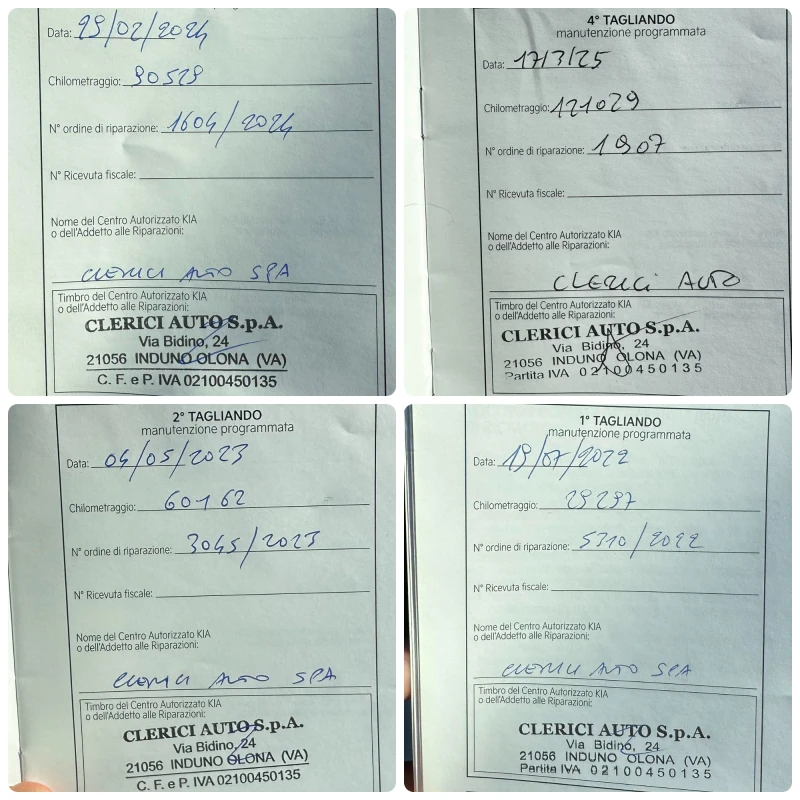 Data: 29/02/2024
Chilometraggio: 90529
N° ordine di riparazione: 1604/2024
N° Ricevuta fiscale:
Nome del Centro Autorizzato KIA
o dell'Addetto alle Riparazioni:
CLERICI AUTO SPA
Timbro del Centro Autorizzato KIA
o dell'Addetto alle Riparazioni:
CLERICI AUTO S.p.A.
Via Bidino, 24
21056 INDUNO OLONA (VA)
C. F. e P. IVA 02100450135
4° TAGLIANDO
manutenzione programmata
Data: 17/3/25
Chilometraggio: 121029
N° ordine di riparazione: 1907
N° Ricevuta fiscale:
Nome del Centro Autorizzato KIA
o dell'Addetto alle Riparazioni:
CLERICI AUTO
Timbro del Centro Autorizzato KIA
o dell'Addetto alle Riparazioni:
CLERICI AUTO S.p.A.
Via Bidino, 24
21056 INDUNO OLONA (VA)
Partita IVA 02100450135
2° TAGLIANDO
manutenzione programmata
Data: 04/05/2023
Chilometraggio: 60162
N° ordine di riparazione: 3045/2023
N° Ricevuta fiscale:
Nome del Centro Autorizzato KIA
o dell'Addetto alle Riparazioni:
CLERICI AUTO SPA
Timbro del Centro Autorizzato KIA
o dell'Addetto alle Riparazioni:
CLERICI AUTO S.p.A.
Via Bidino, 24
21056 INDUNO OLONA (VA)
C. F. e P. IVA 02100450135
1° TAGLIANDO
manutenzione programmata
Data: 19/07/2022
Chilometraggio: 29297
N° ordine di riparazione: 5310/2022
N° Ricevuta fiscale:
Nome del Centro Autorizzato KIA
o dell'Addetto alle Riparazioni:
CLERICI AUTO SPA
Timbro del Centro Autorizzato KIA
o dell'Addetto alle Riparazioni:
CLERICI AUTO S.p.A.
Via Bidino, 24
21056 INDUNO OLONA (VA)
Partita IVA 02100450135